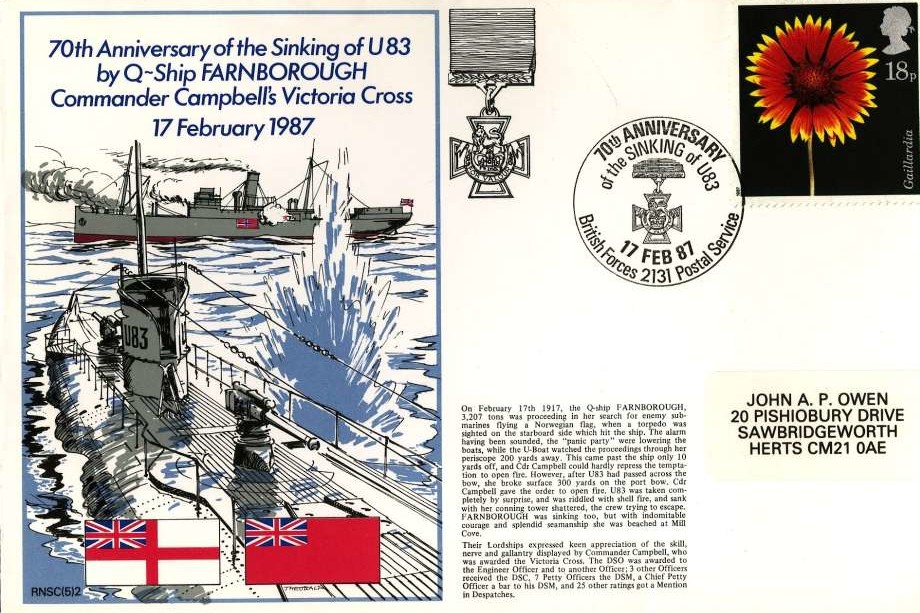 70th Anniversary of the Sinking of U83
by Q~Ship FARNBOROUGH
Commander Campbell's Victoria Cross
17 February 1987
U83
RNSC(5)2
THEOBALD
70th ANNIVERSARY
of the SINKING of U83
17 FEB 87
British Forces 2131 Postal Service
18p
Gaillardia
On February 17th 1917, the Q-ship FARNBOROUGH,
3,207 tons was proceeding in her search for enemy sub-
marines flying a Norwegian flag, when a torpedo was
sighted on the starboard side which hit the ship. The alarm
having been sounded, the "panic party" were lowering the
boats, while the U-Boat watched the proceedings through her
periscope 200 yards away. This came past the ship only 10
yards off, and Cdr Campbell could hardly repress the tempta-
tion to open fire. However, after U83 had passed across the
bow, she broke surface 300 yards on the port bow. Cdr
Campbell gave the order to open fire. U83 was taken com-
pletely by surprise, and was riddled with shell fire, and sank
with her conning tower shattered, the crew trying to escape.
FARNBOROUGH was sinking too, but with indomitable
courage and splendid seamanship she was beached at Mill
Cove.
Their Lordships expressed keen appreciation of the skill,
nerve and gallantry displayed by Commander Campbell, who
was awarded the Victoria Cross. The DSO was awarded to
the Engineer Officer and to another Officer; 3 other Officers
received the DSC, 7 Petty Officers the DSM, a Chief Petty
Officer a bar to his DSM, and 25 other ratings got a Mention
in Despatches.
JOHN A. P. OWEN
20 PISHIOBURY DRIVE
SAWBRIDGEWORTH
HERTS CM21 0AE